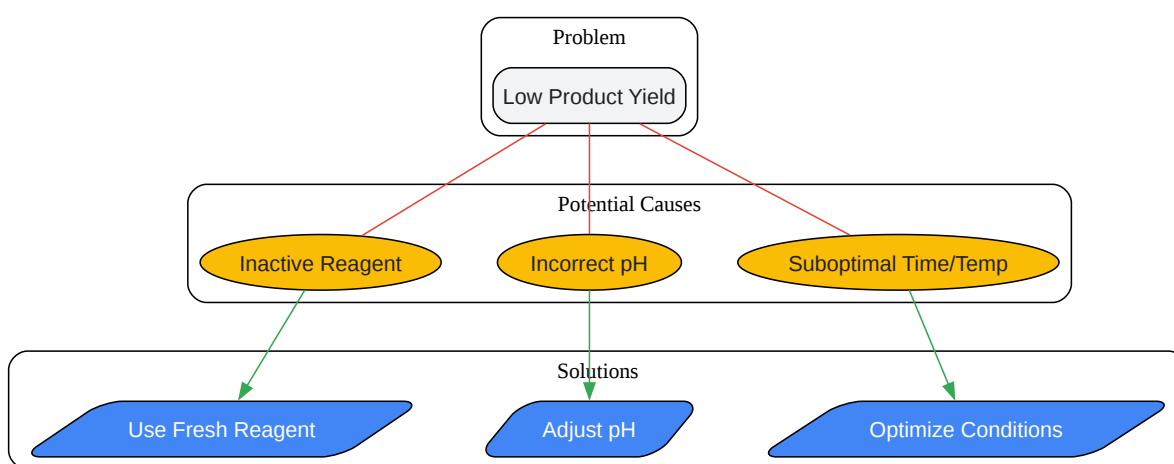 Problem
Low Product Yield
Potential Causes
Inactive Reagent
Incorrect pH
Suboptimal Time/Temp
Solutions
Use Fresh Reagent
Adjust pH
Optimize Conditions